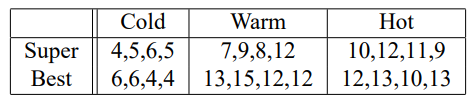 Cold Warm Hot
Super 4,5,6,5 7,9,8,12 10,12,11,9
Best 6,6,4,4 13,15,12,12 12,13,10,13